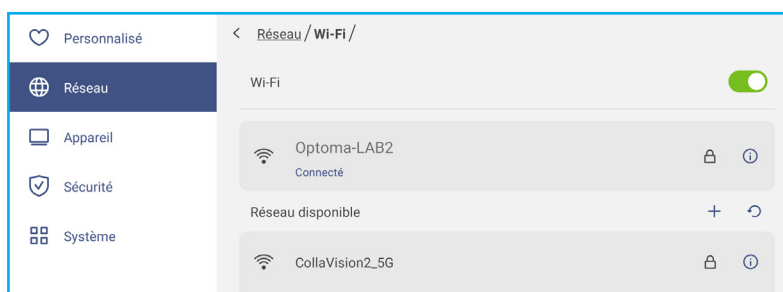 Personnalisé
Réseau / Wi-Fi /
Réseau
Wi-Fi
Appareil
Optoma-LAB2
Connecté
Sécurité
Réseau disponible
Système
CollaVision2_5G